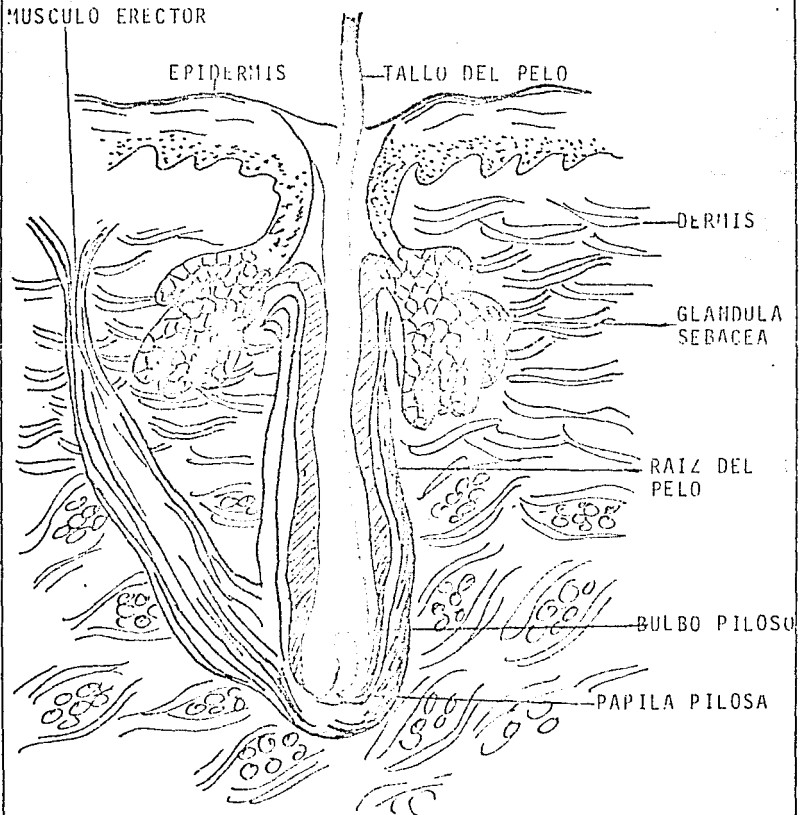 MUSCULO ERECTOR
EPIDERMIS
TALLO DEL PELO
DERMIS
GLANDULA
SEBACEA
RAIZ DEL
PELO
BULBO PILOSO
PAPILA PILOSA